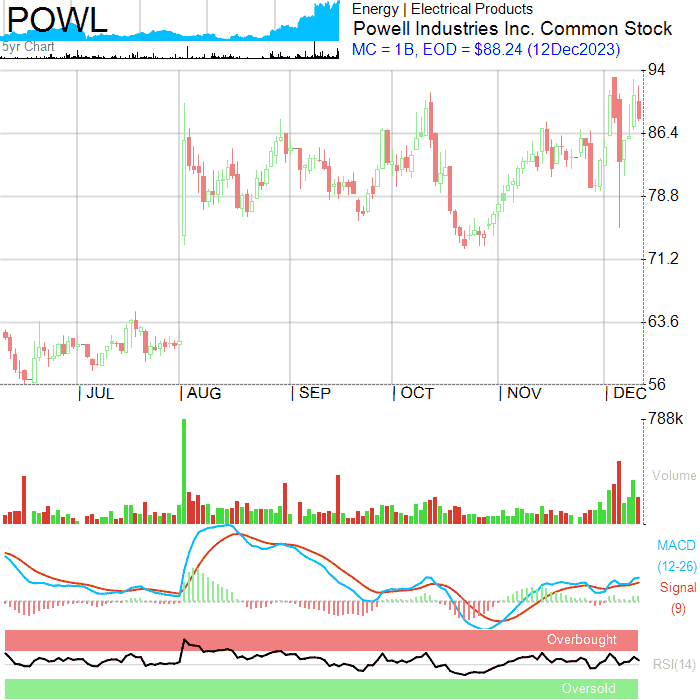 POWL
5yr Chart
Energy | Electrical Products
Powell Industries Inc. Common Stock
MC = 1B, EOD = $88.24 (12Dec2023)
94
86.4
78.8
71.2
63.6
56
JUL AUG SEP OCT NOV DEC
788k
Volume
MACD
(12-26)
Signal
(9)
Overbought
RSI(14)
Oversold